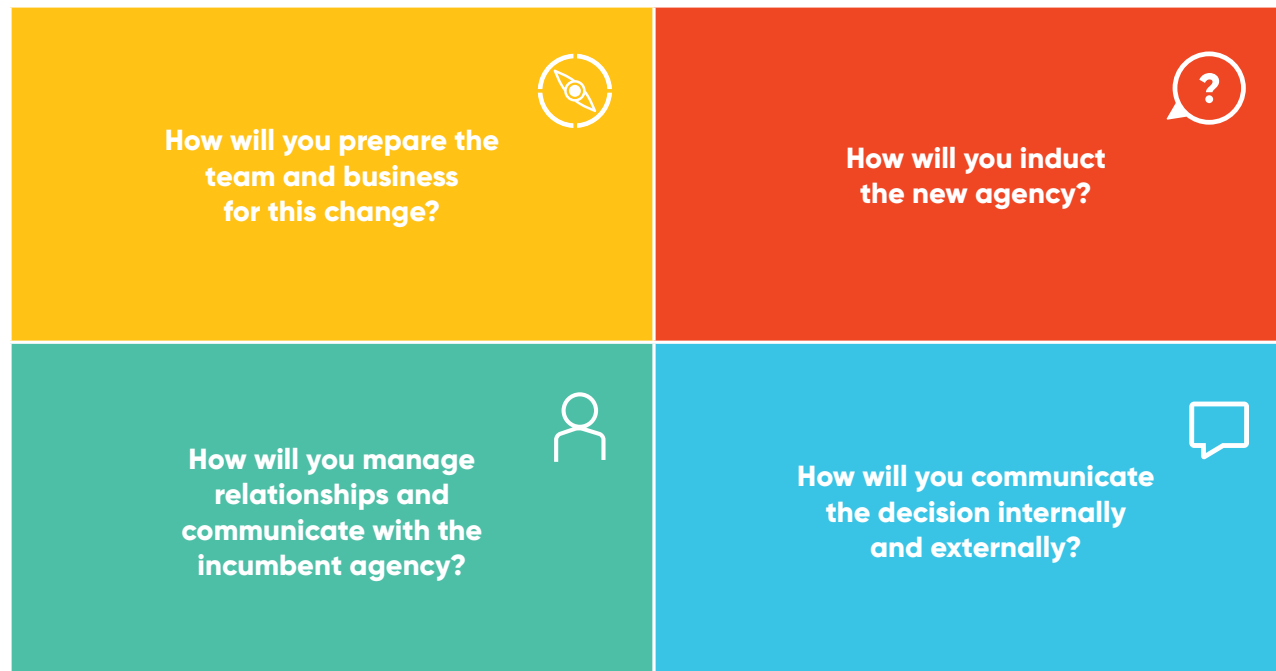 How will you prepare the
team and business
for this change?
?
How will you induct
the new agency?
How will you manage
relationships and
communicate with the
incumbent agency?
How will you communicate
the decision internally
and externally?